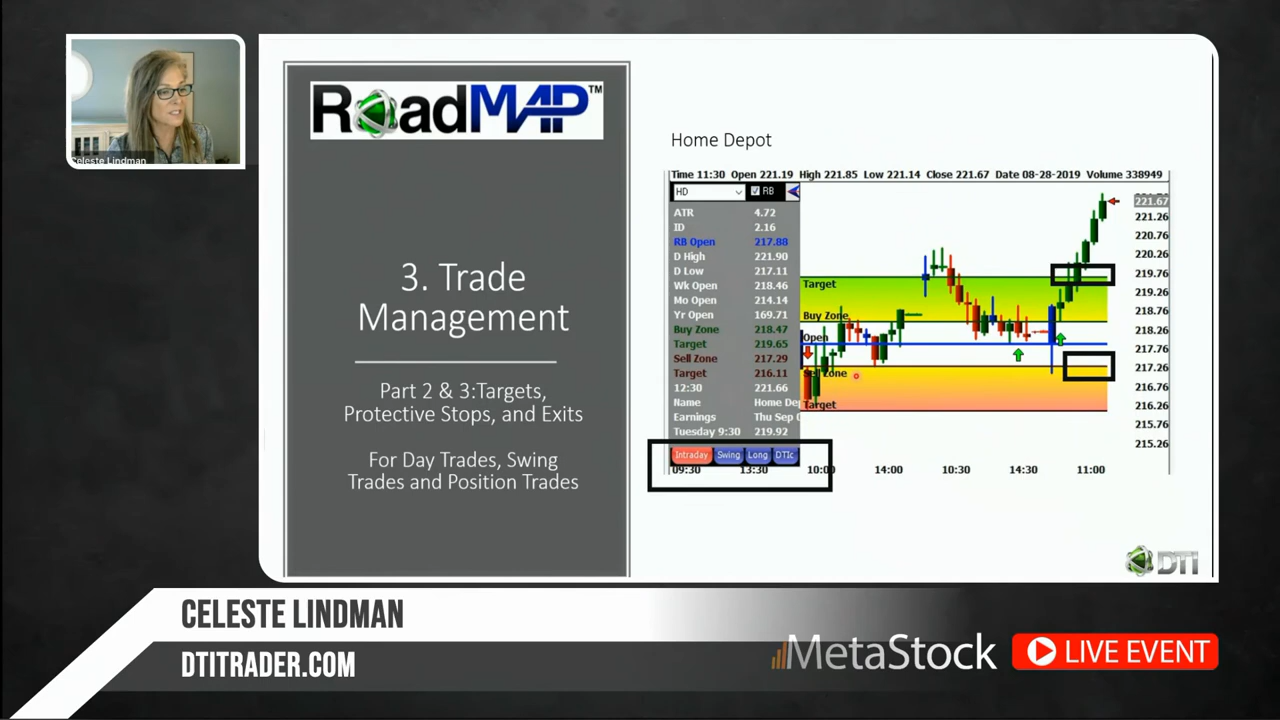 Celeste Lindman
RoadMAP™
3. Trade
Management
Part 2 & 3:Targets,
Protective Stops, and Exits
For Day Trades, Swing
Trades and Position Trades
Home Depot
Time 11:30 Open 221.19 High 221.85 Low 221.14 Close 221.67 Date 08-28-2019 Volume 338949
HD RB
ATR 4.72
ID 2.16
RB Open 217.88
D High 221.90
D Low 217.11
Wk Open 218.46
Mo Open 214.14
Yr Open 169.71
Buy Zone 218.47
Target 219.65
Sell Zone 217.29
Target 216.11
12:30 221.66
Name Home De
Earnings Thu Sep
Tuesday 9:30 219.92
Intraday Swing Long DTIc
Target
Buy Zone
Open
Sell Zone
Target
221.67
221.26
220.76
220.26
219.76
219.26
218.76
218.26
217.76
217.26
216.76
216.26
215.76
215.26
09:30 13:30 10:00 14:00 10:30 14:30 11:00
DTI
CELESTE LINDMAN
DTITRADER.COM
MetaStock
LIVE EVENT